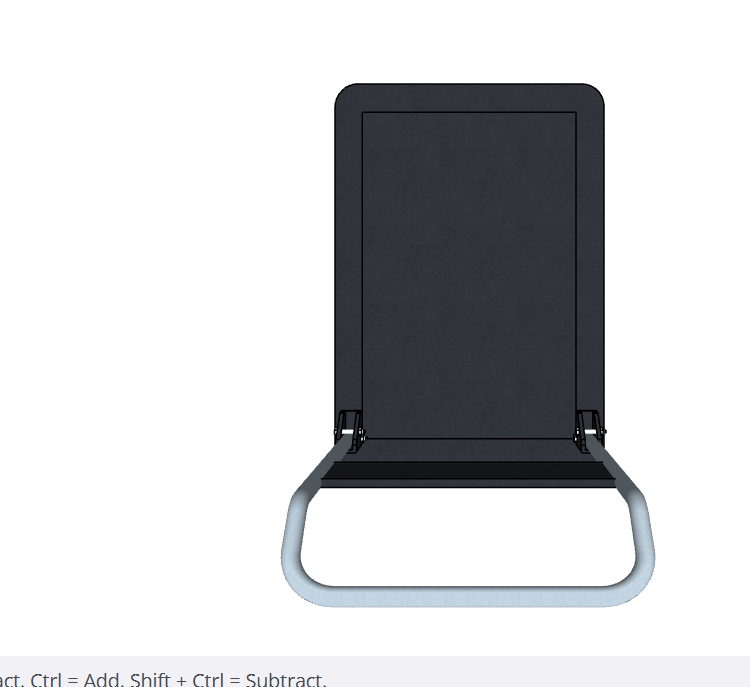 act. Ctrl = Add. Shift + Ctrl = Subtract.